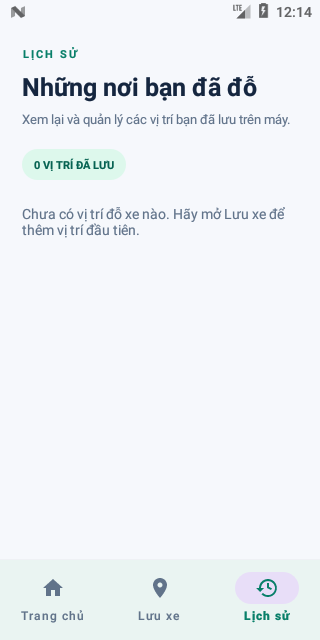 LTE 12:14
LỊCH SỬ
Những nơi bạn đã đỗ
Xem lại và quản lý các vị trí bạn đã lưu trên máy.
0 VỊ TRÍ ĐÃ LƯU
Chưa có vị trí đỗ xe nào. Hãy mở Lưu xe để
thêm vị trí đầu tiên.
Trang chủ Lưu xe Lịch sử